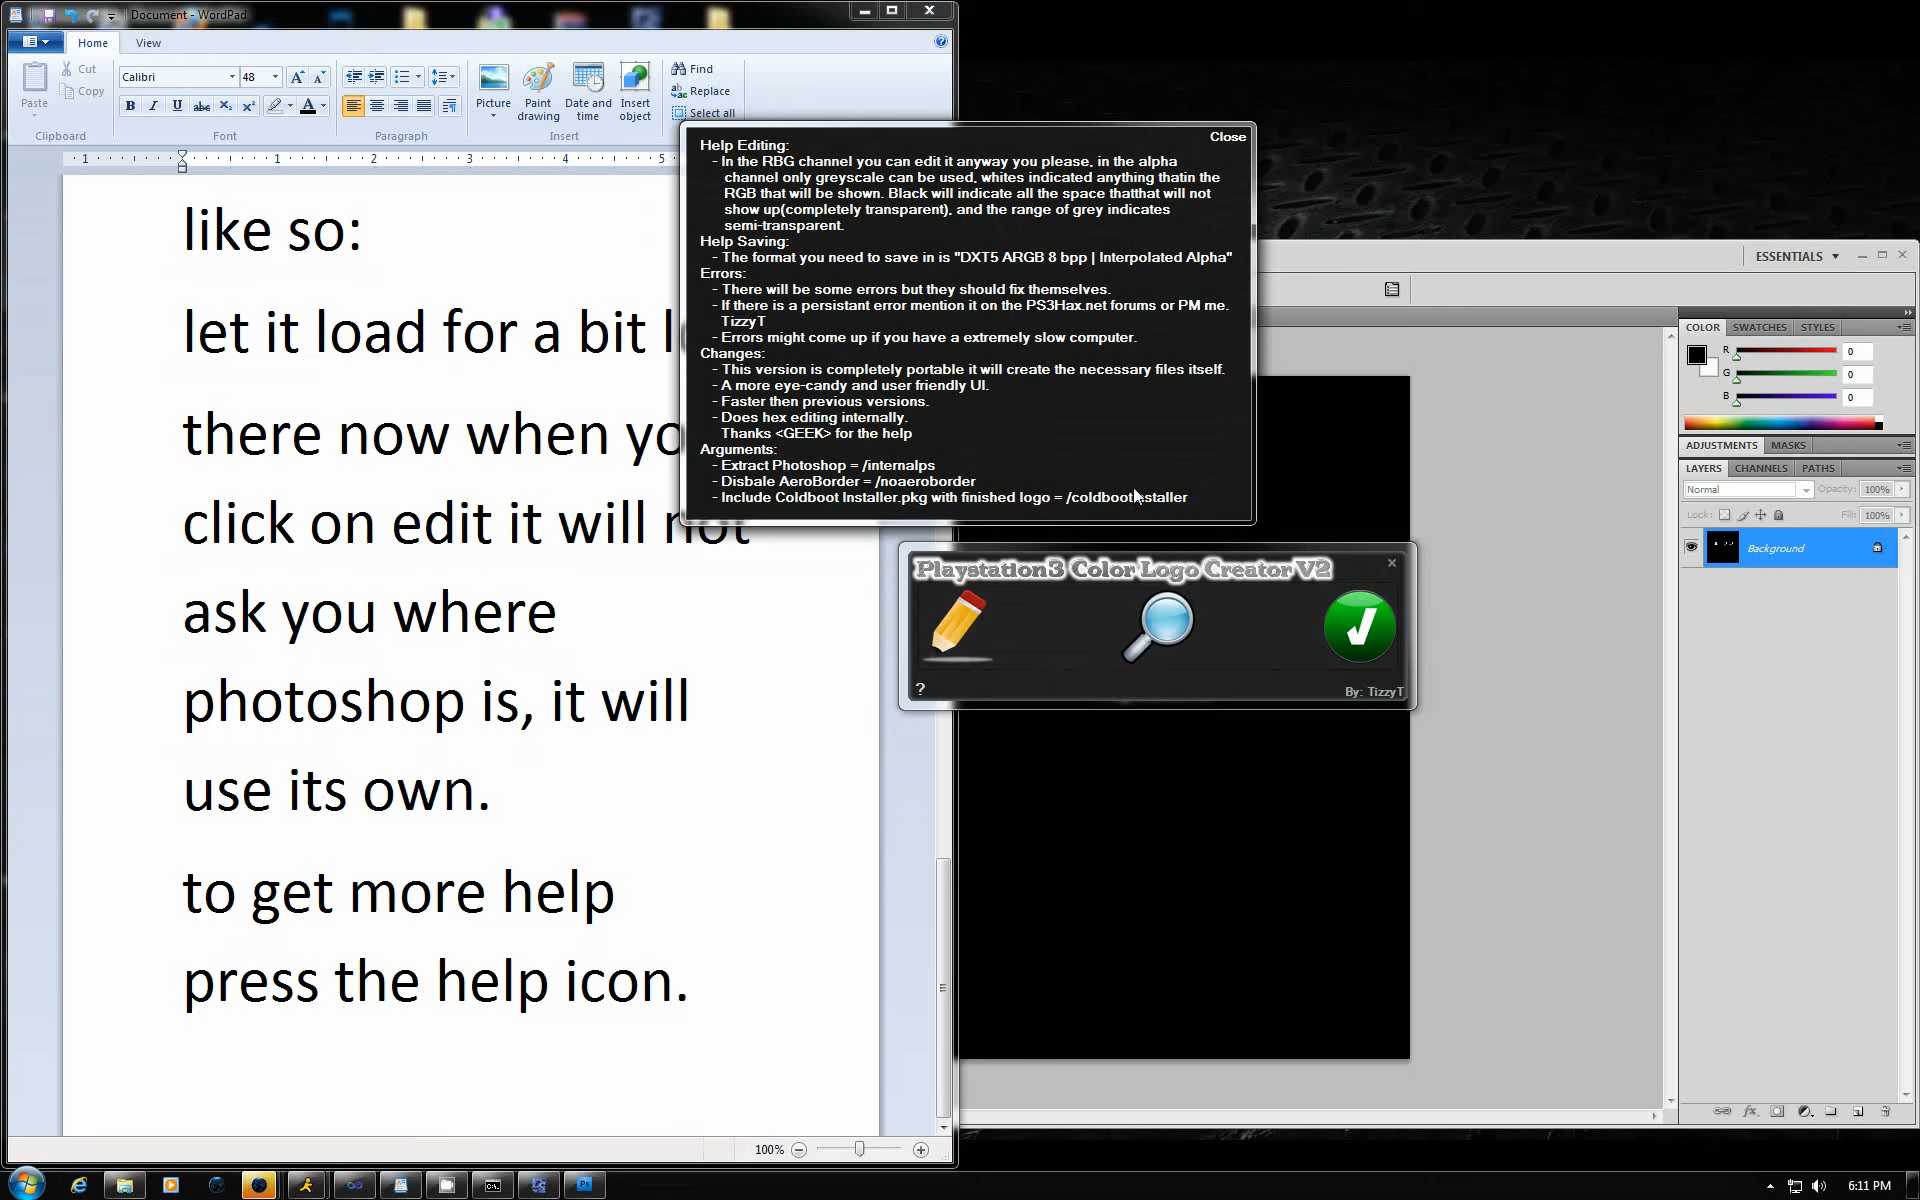 Document - WordPad
Home View
Cut
Copy
Paste
Clipboard
Calibri 48
B I U abc X₂ X²
A
Font
Paragraph
Picture
Paint drawing
Date and time
Insert object
Insert
Find
Replace
Select all
1 1 2 3 4 5
like so:
let it load for a bit
there now when
click on edit it will not
ask you where
photoshop is, it will
use its own.
to get more help
press the help icon.
100%
Close
Help Editing:
- In the RBG channel you can edit it anyway you please, in the alpha
channel only greyscale can be used, whites indicated anything thatin the
RGB that will be shown. Black will indicate all the space thatthat will not
show up(completely transparent), and the range of grey indicates
semi-transparent.
Help Saving:
- The format you need to save in is "DXT5 ARGB 8 bpp | Interpolated Alpha"
Errors:
- There will be some errors but they should fix themselves.
- If there is a persistant error mention it on the PS3Hax.net forums or PM me.
TizzyT
- Errors might come up if you have a extremely slow computer.
Changes:
- This version is completely portable it will create the necessary files itself.
- A more eye-candy and user friendly UI.
- Faster then previous versions.
- Does hex editing internally.
Thanks <GEEK> for the help
Arguments:
- Extract Photoshop = /internalps
- Disbale AeroBorder = /noaeroborder
- Include Coldboot Installer.pkg with finished logo = /coldbootinstaller
Playstation3 Color Logo Creator V2
?
By: TizzyT
ESSENTIALS
COLOR SWATCHES STYLES
R 0
G 0
B 0
ADJUSTMENTS MASKS
LAYERS CHANNELS PATHS
Normal Opacity: 100%
Lock: Fill: 100%
Background
fx
Ps
6:11 PM